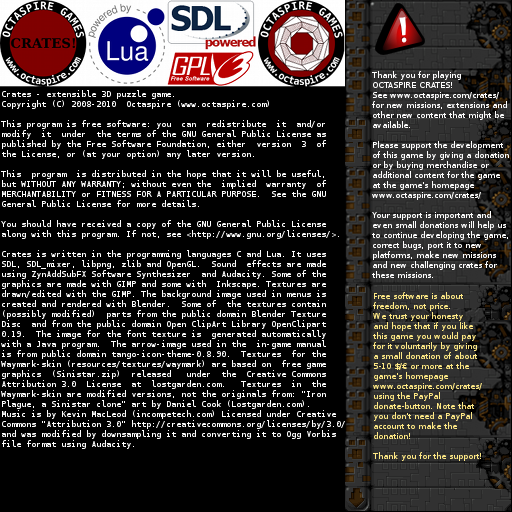 OCTASPIRE GAMES
CRATES!
OCTASPIRE.COM
powered by
Lua
SDL
powered
GPLv3
Free Software
OCTASPIRE GAMES
OCTASPIRE.COM
Crates - extensible 3D puzzle game.
Copyright (C) 2008-2010  Octaspire (www.octaspire.com)
This program is free software: you can redistribute it and/or
modify it under the terms of the GNU General Public License as
published by the Free Software Foundation, either version 3 of
the License, or (at your option) any later version.
This program is distributed in the hope that it will be useful,
but WITHOUT ANY WARRANTY; without even the implied warranty of
MERCHANTABILITY or FITNESS FOR A PARTICULAR PURPOSE. See the GNU
General Public License for more details.
You should have received a copy of the GNU General Public License
along with this program. If not, see <http://www.gnu.org/licenses/>.
Crates is written in the programming languages C and Lua. It uses
SDL, SDL_mixer, libpng, zlib and OpenGL. Sound effects are made
using ZynAddSubFX Software Synthesizer and Audacity. Some of the
graphics are made with GIMP and some with Inkscape. Textures are
drawn/edited with the GIMP. The background image used in menus is
created and rendered with Blender. Some of the textures contain
(possibly modified) parts from the public domain Blender Texture
Disc and from the public domain Open ClipArt Library OpenClipart
0.19. The image for the font texture is generated automatically
with a Java program. The arrow-image used in the in-game manual
is from public domain tango-icon-theme-0.8.90. Textures for the
Waymark-skin (resources/textures/waymark) are based on free game
graphics (Sinistar.zip) released under the Creative Commons
Attribution 3.0 License at lostgarden.com. Textures in the
Waymark-skin are modified versions, not the originals from: "Iron
Plague, a Sinistar clone" art by Daniel Cook (Lostgarden.com)
Music is by Kevin MacLeod (incompetech.com) Licensed under Creative
Commons "Attribution 3.0" http://creativecommons.org/licenses/by/3.0/
and was modified by downsampling it and converting it to Ogg Vorbis
file format using Audacity.
Thank you for playing
OCTASPIRE CRATES!
See www.octaspire.com/crates/
for new missions, extensions and
other new content that might be
available.
Please support the development
of this game by giving a donation
or by buying merchandise or
additional content for the game
at the game's homepage
www.octaspire.com/crates/
Your support is important and
even small donations will help us
to continue developing the game,
correct bugs, port it to new
platforms, make new missions
and new challenging crates for
these missions.
Free software is about
freedom, not price.
We trust your honesty
and hope that if you like
this game you would pay
for it voluntarily by giving
a small donation of about
5-10 $/£ or more at the
game's homepage
www.octaspire.com/crates/
using the PayPal
donate-button. Note that
you don't need a PayPal
account to make the
donation!
Thank you for the support!